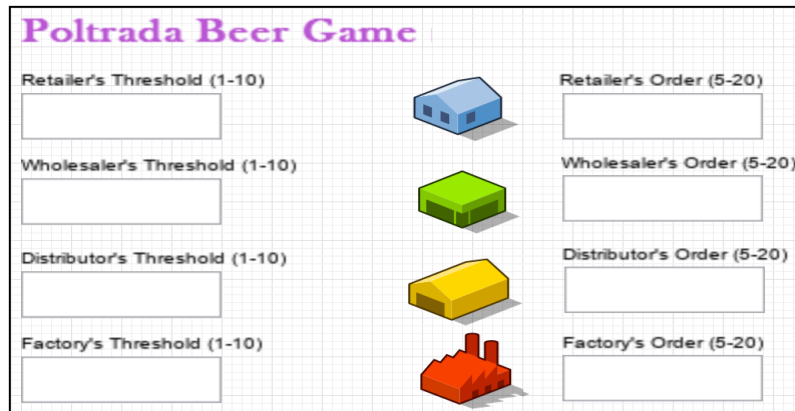 Poltrada Beer Game
Retailer's Threshold (1-10)
Retailer's Order (5-20)
Wholesaler's Threshold (1-10)
Wholesaler's Order (5-20)
Distributor's Threshold (1-10)
Distributor's Order (5-20)
Factory's Threshold (1-10)
Factory's Order (5-20)